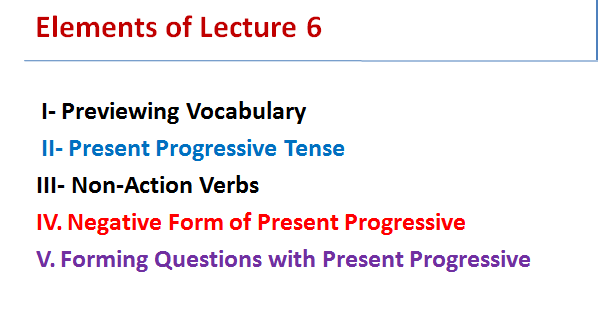 Elements of Lecture 6
I- Previewing Vocabulary
II- Present Progressive Tense
III- Non-Action Verbs
IV. Negative Form of Present Progressive
V. Forming Questions with Present Progressive